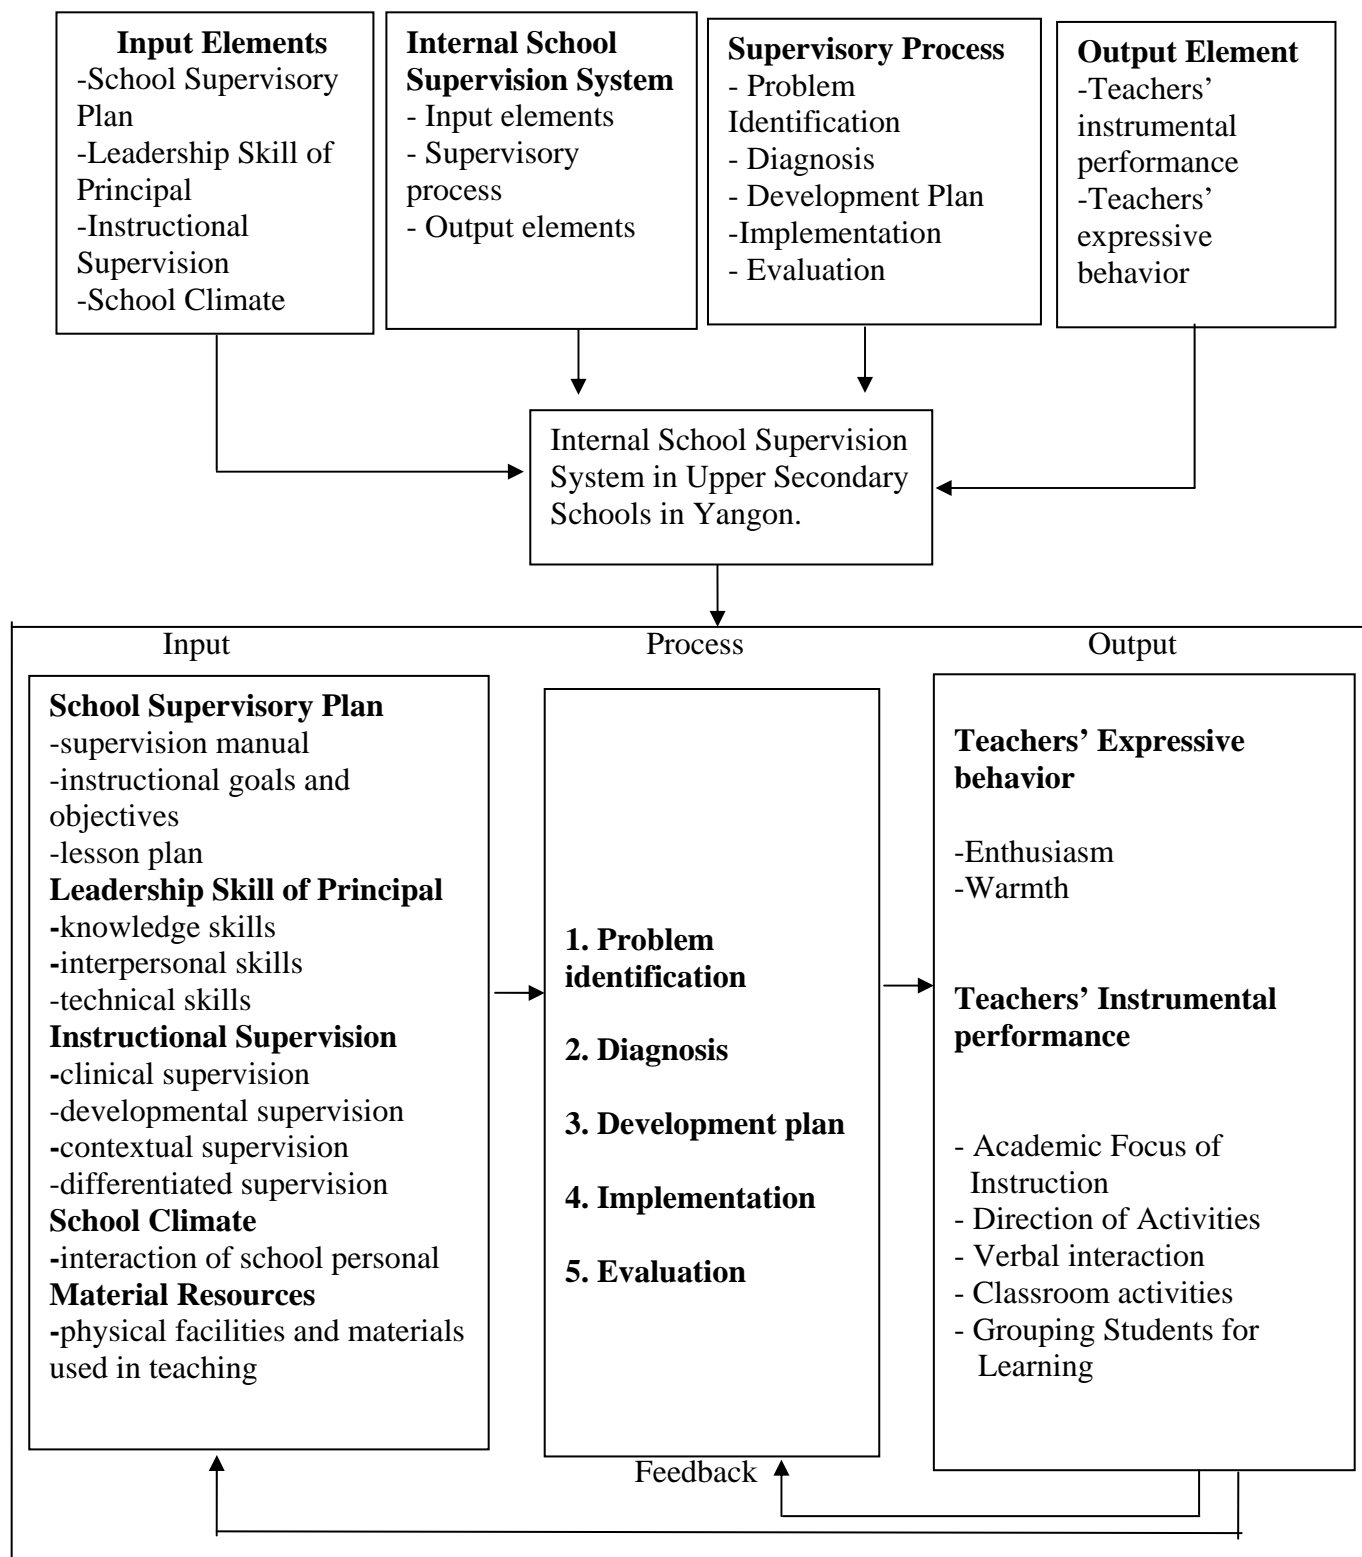 Input Elements
-School Supervisory
Plan
-Leadership Skill of
Principal
-Instructional
Supervision
-School Climate
Internal School
Supervision System
- Input elements
- Supervisory
process
- Output elements
Supervisory Process
- Problem
Identification
- Diagnosis
- Development Plan
-Implementation
- Evaluation
Output Element
-Teachers’
instrumental
performance
-Teachers’
expressive
behavior
Internal School Supervision
System in Upper Secondary
Schools in Yangon.
Input
Process
Output
School Supervisory Plan
-supervision manual
-instructional goals and
objectives
-lesson plan
Leadership Skill of Principal
-knowledge skills
-interpersonal skills
-technical skills
Instructional Supervision
-clinical supervision
-developmental supervision
-contextual supervision
-differentiated supervision
School Climate
-interaction of school personal
Material Resources
-physical facilities and materials
used in teaching
1. Problem
identification
2. Diagnosis
3. Development plan
4. Implementation
5. Evaluation
Teachers’ Expressive
behavior
-Enthusiasm
-Warmth
Teachers’ Instrumental
performance
- Academic Focus of
Instruction
- Direction of Activities
- Verbal interaction
- Classroom activities
- Grouping Students for
Learning
Feedback